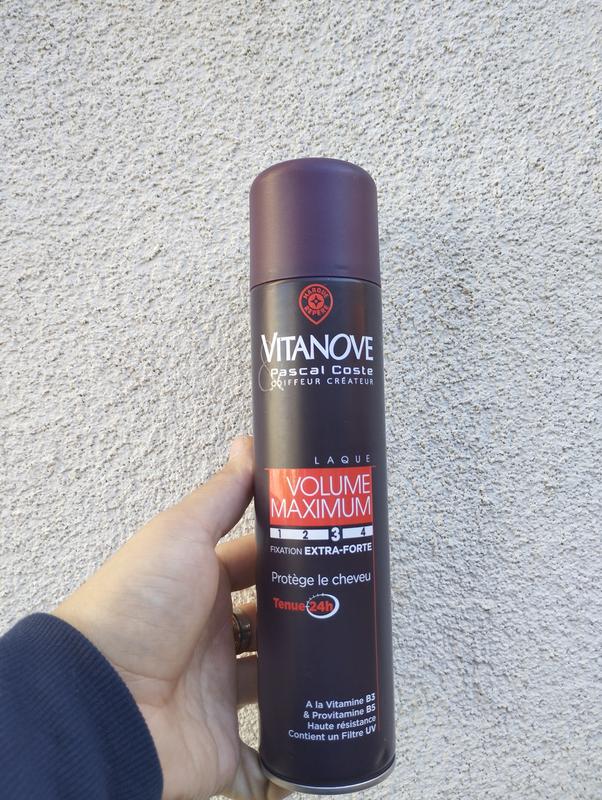 MARQUE
REPÈRE
VITANOVE
& Pascal Coste
COIFFEUR CRÉATEUR
LAQUE
VOLUME
MAXIMUM
1 2 3 4
FIXATION EXTRA-FORTE
Protège le cheveu
Tenue 24h
A la Vitamine B3
& Provitamine B5
Haute résistance
Contient un Filtre UV